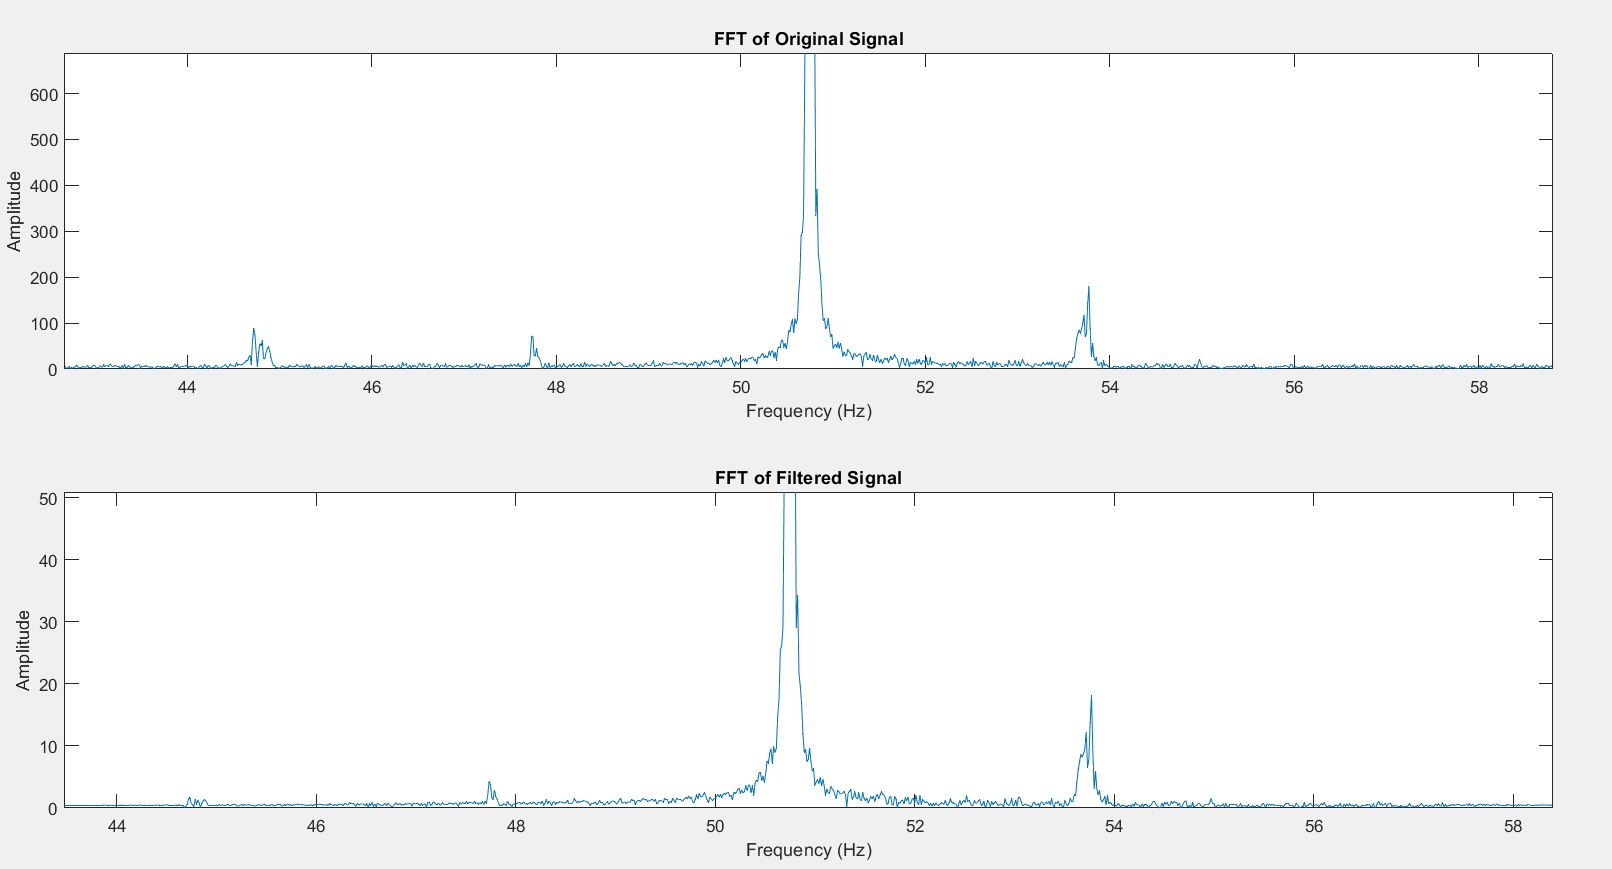 FFT of Original Signal
600
500
400
300
200
100
0
Amplitude
44 46 48 50 52 54 56 58
Frequency (Hz)
FFT of Filtered Signal
50
40
30
20
10
0
Amplitude
44 46 48 50 52 54 56 58
Frequency (Hz)